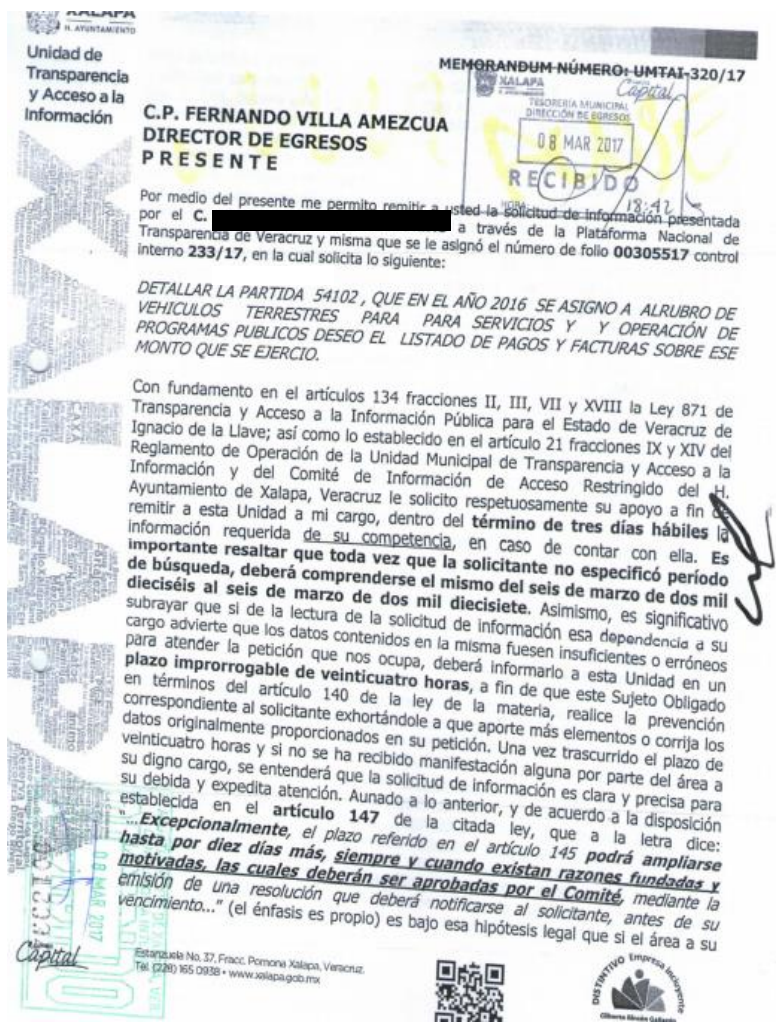 XALAPA
H. AYUNTAMIENTO
Unidad de
Transparencia
y Acceso a la
Información
MEMORANDUM NÚMERO: UMTAI-320/17
XALAPA
Capital
TESORERÍA MUNICIPAL
DIRECCIÓN DE EGRESOS
08 MAR 2017
RECIBIDO
HORA
18:42
C.P. FERNANDO VILLA AMEZCUA
DIRECTOR DE EGRESOS
P R E S E N T E
Por medio del presente me permito remitir a usted la solicitud de información presentada
por el C. a través de la Plataforma Nacional de
Transparencia de Veracruz y misma que se le asignó el número de folio 00305517 control
interno 233/17, en la cual solicita lo siguiente:
DETALLAR LA PARTIDA 54102 , QUE EN EL AÑO 2016 SE ASIGNO A ALRUBRO DE
VEHICULOS TERRESTRES PARA PARA SERVICIOS Y Y OPERACIÓN DE
PROGRAMAS PUBLICOS DESEO EL LISTADO DE PAGOS Y FACTURAS SOBRE ESE
MONTO QUE SE EJERCIO.
Con fundamento en el artículos 134 fracciones II, III, VII y XVIII la Ley 871 de
Transparencia y Acceso a la Información Pública para el Estado de Veracruz de
Ignacio de la Llave; así como lo establecido en el artículo 21 fracciones IX y XIV del
Reglamento de Operación de la Unidad Municipal de Transparencia y Acceso a la
Información y del Comité de Información de Acceso Restringido del H.
Ayuntamiento de Xalapa, Veracruz le solicito respetuosamente su apoyo a fin de
remitir a esta Unidad a mi cargo, dentro del término de tres días hábiles la
información requerida de su competencia, en caso de contar con ella. Es
importante resaltar que toda vez que la solicitante no especificó período
de búsqueda, deberá comprenderse el mismo del seis de marzo de dos mil
dieciséis al seis de marzo de dos mil diecisiete. Asimismo, es significativo
subrayar que si de la lectura de la solicitud de información esa dependencia a su
cargo advierte que los datos contenidos en la misma fuesen insuficientes o erróneos
para atender la petición que nos ocupa, deberá informarlo a esta Unidad en un
plazo improrrogable de veinticuatro horas, a fin de que este Sujeto Obligado
en términos del artículo 140 de la ley de la materia, realice la prevención
correspondiente al solicitante exhortándole a que aporte más elementos o corrija los
datos originalmente proporcionados en su petición. Una vez trascurrido el plazo de
veinticuatro horas y si no se ha recibido manifestación alguna por parte del área a
su digno cargo, se entenderá que la solicitud de información es clara y precisa para
su debida y expedita atención. Aunado a lo anterior, y de acuerdo a la disposición
establecida en el artículo 147 de la citada ley, que a la letra dice:
"...Excepcionalmente, el plazo referido en el artículo 145 podrá ampliarse
hasta por diez días más, siempre y cuando existan razones fundadas y
motivadas, las cuales deberán ser aprobadas por el Comité, mediante la
emisión de una resolución que deberá notificarse al solicitante, antes de su
vencimiento..." (el énfasis es propio) es bajo esa hipótesis legal que si el área a su
XALAPA
08 MAR 2017
Capital
Estanzuela No. 37, Fracc. Pomona Xalapa, Veracruz.
Tel. (228) 165 0938 • www.xalapa.gob.mx
DISTINTIVO Empresa Incluyente
Gilberto Rincón Gallardo